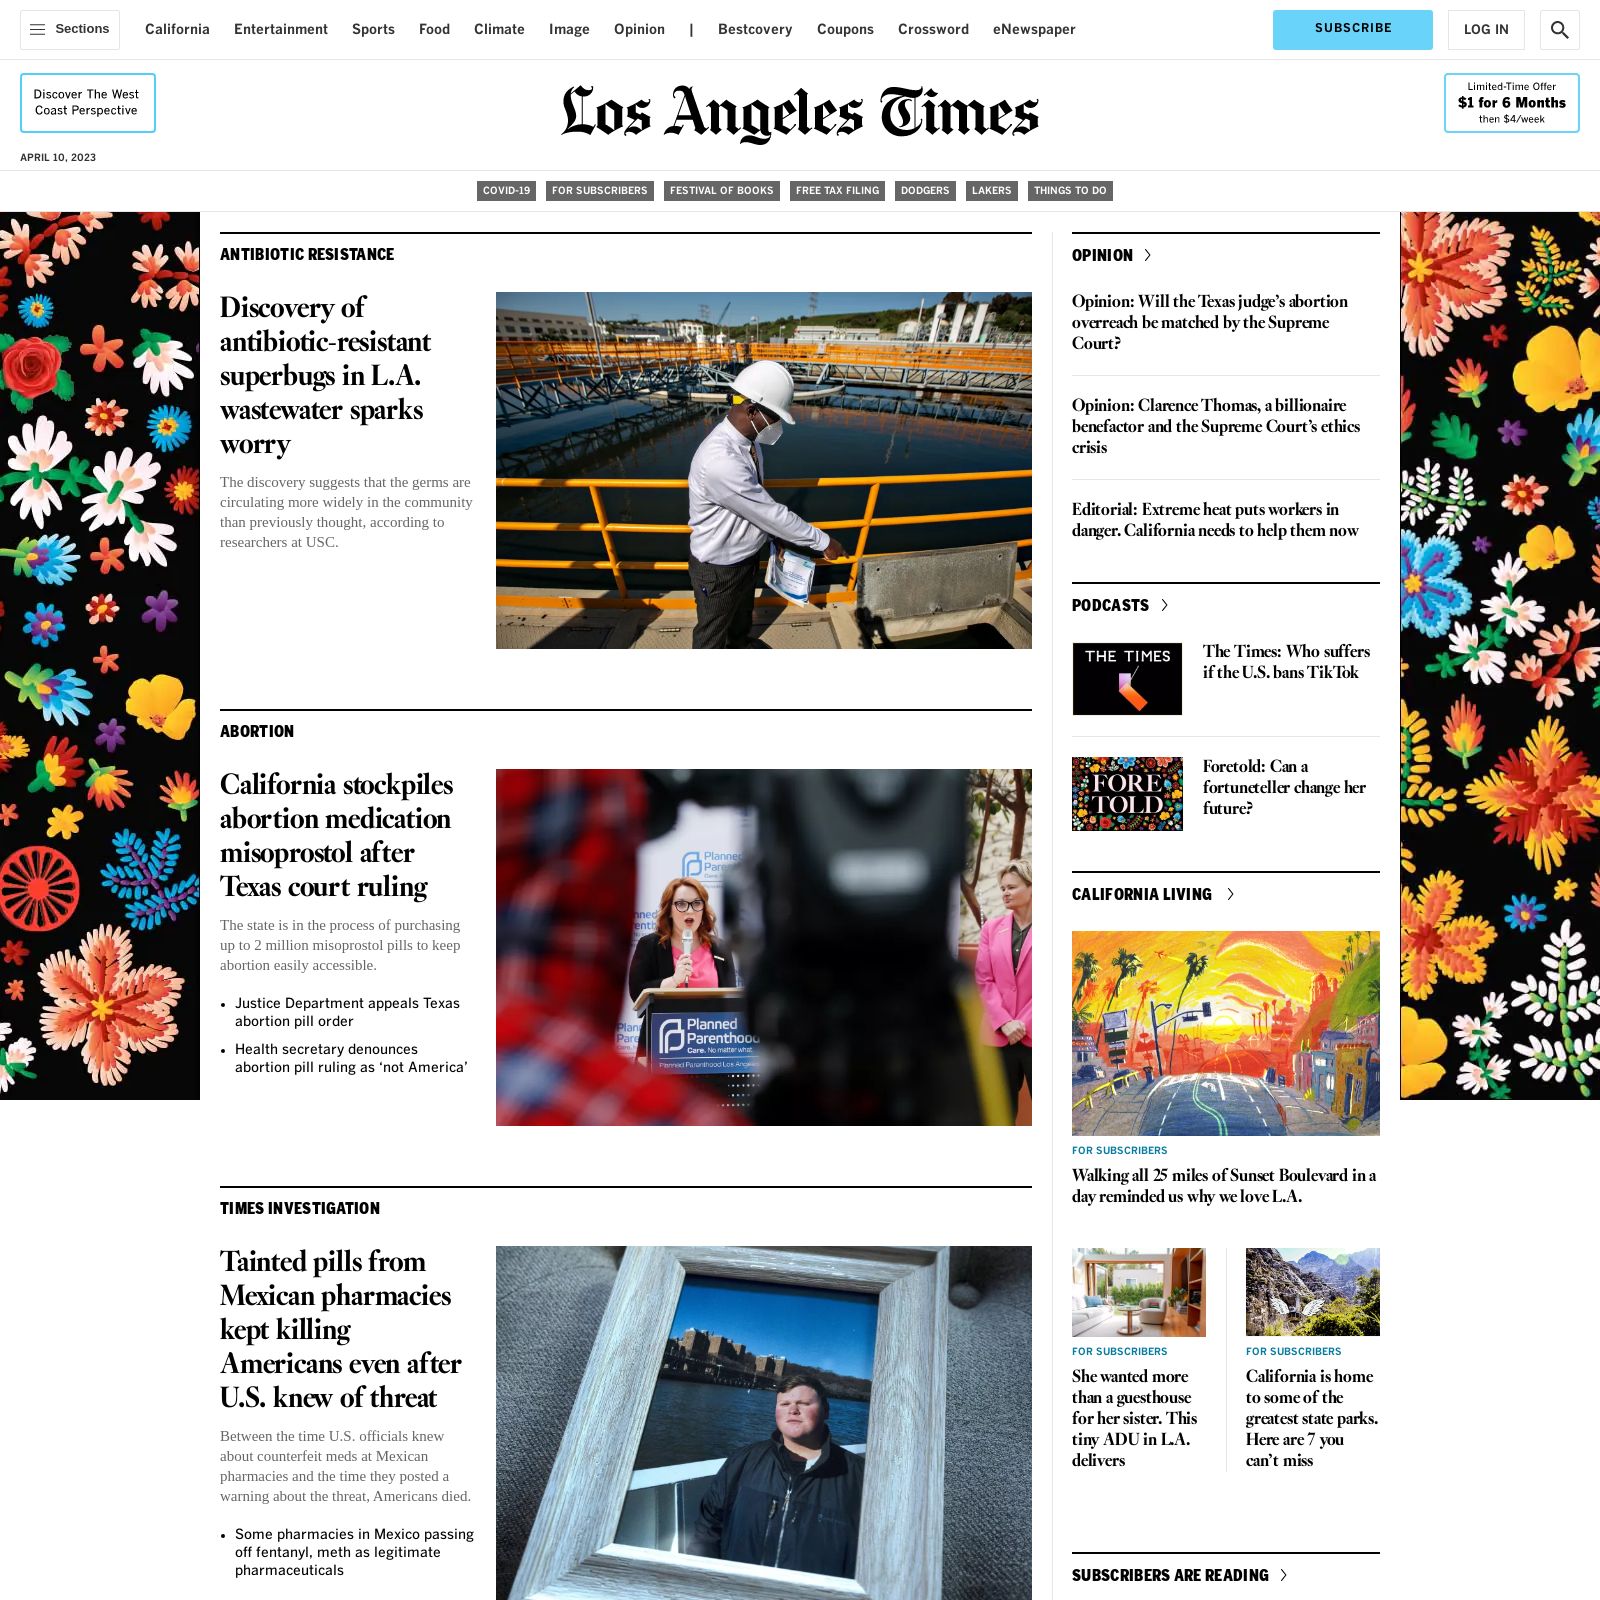 Sections
California
Entertainment
Sports
Food
Climate
Image
Opinion
|
Bestcovery
Coupons
Crossword
eNewspaper
SUBSCRIBE
LOG IN
Discover The West
Coast Perspective
Los Angeles Times
Limited-Time Offer
$1 for 6 Months
then $4/week
APRIL 10, 2023
COVID-19
FOR SUBSCRIBERS
FESTIVAL OF BOOKS
FREE TAX FILING
DODGERS
LAKERS
THINGS TO DO
ANTIBIOTIC RESISTANCE
Discovery of
antibiotic-resistant
superbugs in L.A.
wastewater sparks
worry
The discovery suggests that the germs are
circulating more widely in the community
than previously thought, according to
researchers at USC.
ABORTION
California stockpiles
abortion medication
misoprostol after
Texas court ruling
The state is in the process of purchasing
up to 2 million misoprostol pills to keep
abortion easily accessible.
• Justice Department appeals Texas
abortion pill order
• Health secretary denounces
abortion pill ruling as ‘not America’
Planned
Planned
Parenthood
Care. No matter what.
Planned Parenthood Los Angeles
TIMES INVESTIGATION
Tainted pills from
Mexican pharmacies
kept killing
Americans even after
U.S. knew of threat
Between the time U.S. officials knew
about counterfeit meds at Mexican
pharmacies and the time they posted a
warning about the threat, Americans died.
• Some pharmacies in Mexico passing
off fentanyl, meth as legitimate
pharmaceuticals
OPINION
Opinion: Will the Texas judge’s abortion
overreach be matched by the Supreme
Court?
Opinion: Clarence Thomas, a billionaire
benefactor and the Supreme Court’s ethics
crisis
Editorial: Extreme heat puts workers in
danger. California needs to help them now
PODCASTS
THE TIMES
The Times: Who suffers
if the U.S. bans TikTok
FORE
TOLD
Foretold: Can a
fortuneteller change her
future?
CALIFORNIA LIVING
FOR SUBSCRIBERS
Walking all 25 miles of Sunset Boulevard in a
day reminded us why we love L.A.
FOR SUBSCRIBERS
She wanted more
than a guesthouse
for her sister. This
tiny ADU in L.A.
delivers
FOR SUBSCRIBERS
California is home
to some of the
greatest state parks.
Here are 7 you
can’t miss
SUBSCRIBERS ARE READING